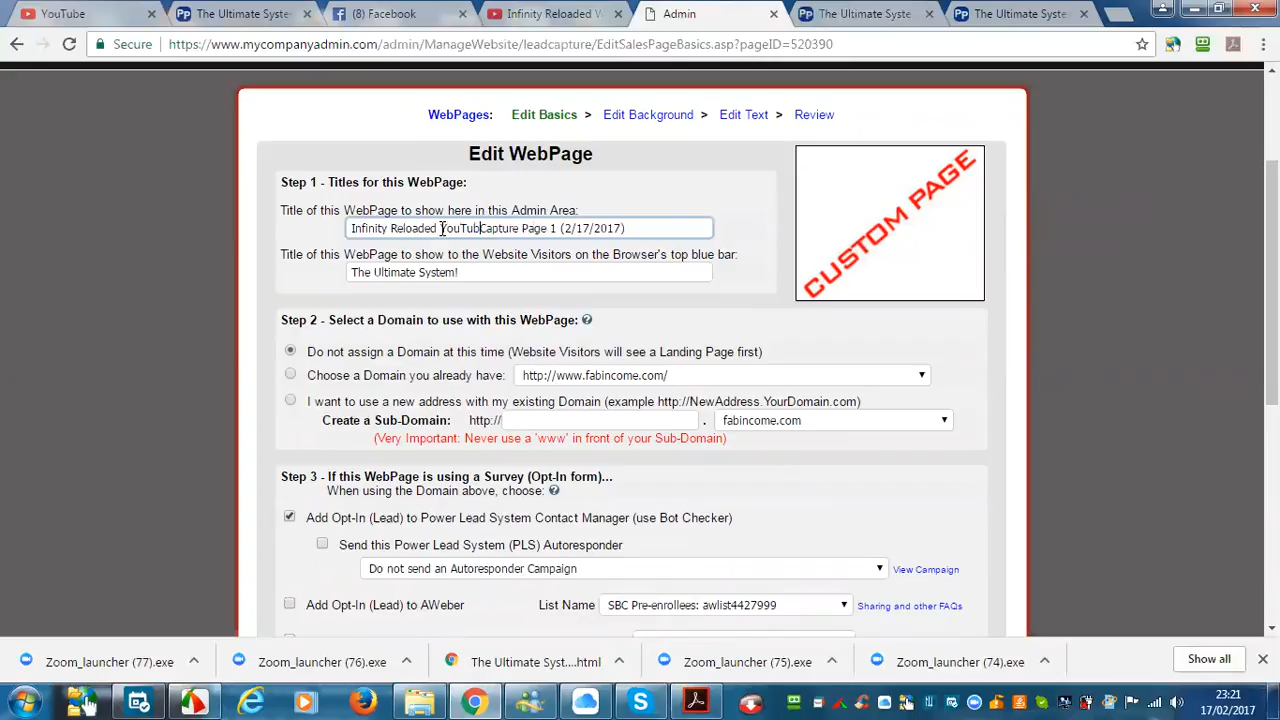 YouTube
The Ultimate Syste
(8) Facebook
Infinity Reloaded V
Admin
The Ultimate Syste
The Ultimate Syste
Secure
https://www.mycompanyadmin.com/admin/ManageWebsite/leadcapture/EditSalesPageBasics.asp?pageID=520390
WebPages: Edit Basics > Edit Background > Edit Text > Review
Edit WebPage
CUSTOM PAGE
Step 1 - Titles for this WebPage:
Title of this WebPage to show here in this Admin Area:
Infinity Reloaded YouTubCapture Page 1 (2/17/2017)
Title of this WebPage to show to the Website Visitors on the Browser's top blue bar:
The Ultimate System!
Step 2 - Select a Domain to use with this WebPage:
Do not assign a Domain at this time (Website Visitors will see a Landing Page first)
Choose a Domain you already have: http://www.fabincome.com/
I want to use a new address with my existing Domain (example http://NewAddress.YourDomain.com)
Create a Sub-Domain: http:// . fabincome.com
(Very Important: Never use a 'www' in front of your Sub-Domain)
Step 3 - If this WebPage is using a Survey (Opt-In form)...
When using the Domain above, choose:
Add Opt-In (Lead) to Power Lead System Contact Manager (use Bot Checker)
Send this Power Lead System (PLS) Autoresponder
Do not send an Autoresponder Campaign View Campaign
Add Opt-In (Lead) to AWeber List Name SBC Pre-enrollees: awlist4427999 Sharing and other FAQs
Zoom_launcher (77).exe
Zoom_launcher (76).exe
The Ultimate Syst....html
Zoom_launcher (75).exe
Zoom_launcher (74).exe
Show all
23:21
17/02/2017